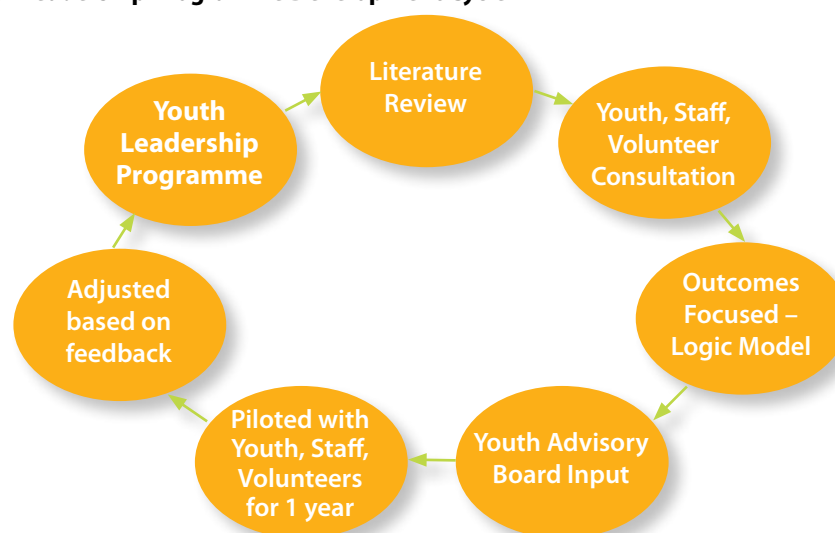 Literature
Review
Youth, Staff,
Volunteer
Consultation
Outcomes
Focused –
Logic Model
Youth Advisory
Board Input
Piloted with
Youth, Staff,
Volunteers
for 1 year
Adjusted
based on
feedback
Youth
Leadership
Programme